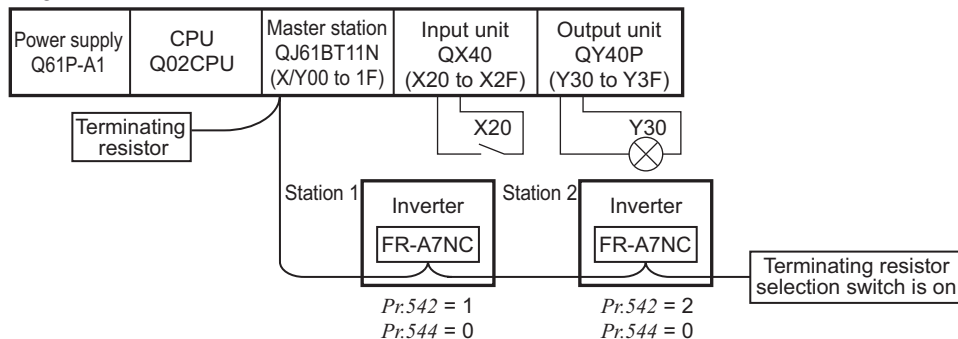 Power supply
Q61P-A1
CPU
Q02CPU
Master station
QJ61BT11N
(X/Y00 to 1F)
Input unit
QX40
(X20 to X2F)
Output unit
QY40P
(Y30 to Y3F)
Terminating
resistor
X20
Y30
Station 1
Inverter
FR-A7NC
Station 2
Inverter
FR-A7NC
Terminating resistor
selection switch is on
Pr.542 = 1
Pr.544 = 0
Pr.542 = 2
Pr.544 = 0